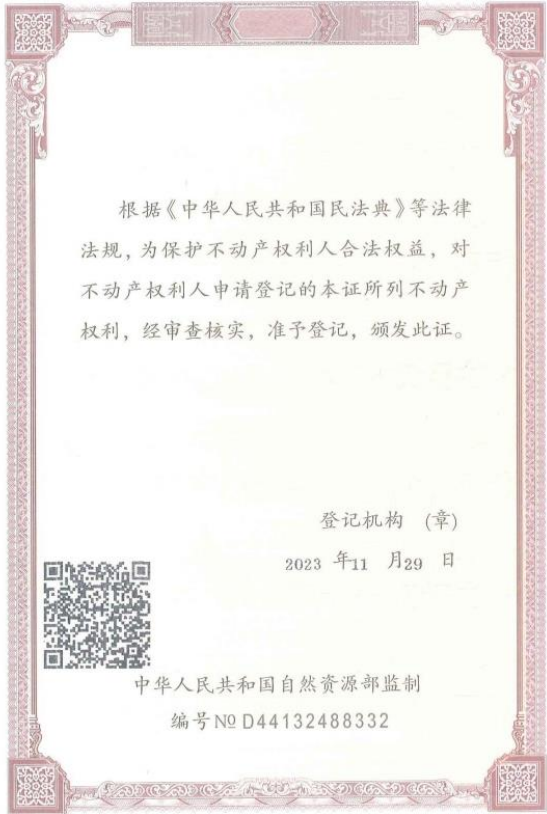 根据《中华人民共和国民法典》等法律
法规，为保护不动产权利人合法权益，对
不动产权利人申请登记的本证所列不动产
权利，经审查核实，准予登记，颁发此证。
登记机构 (章)
2023 年11 月29 日
中华人民共和国自然资源部监制
编号№ D44132488332